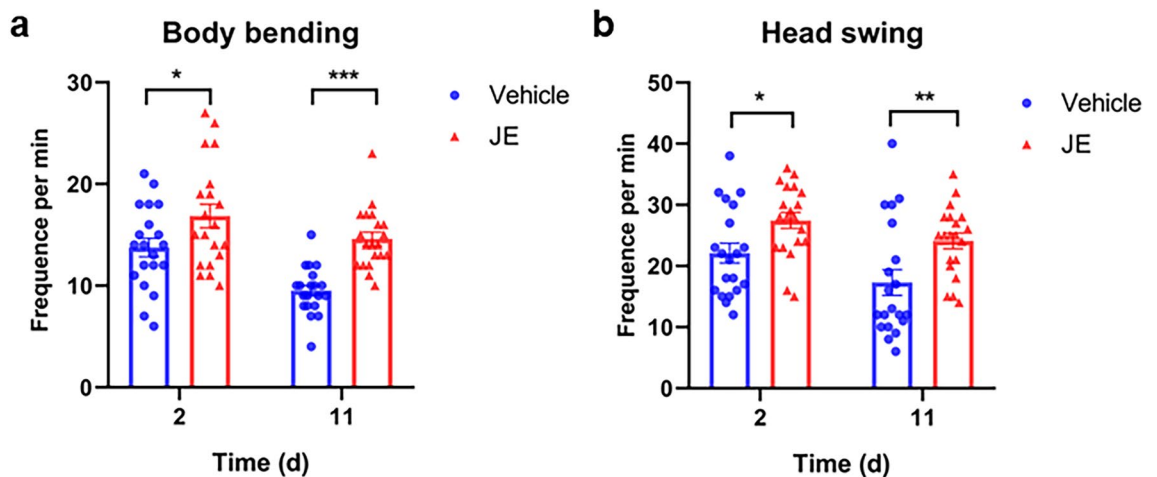 a
Body bending
Frequence per min
30
20
10
0
*
***
Vehicle
JE
2
11
Time (d)
b
Head swing
Frequence per min
50
40
30
20
10
0
*
**
Vehicle
JE
2
11
Time (d)